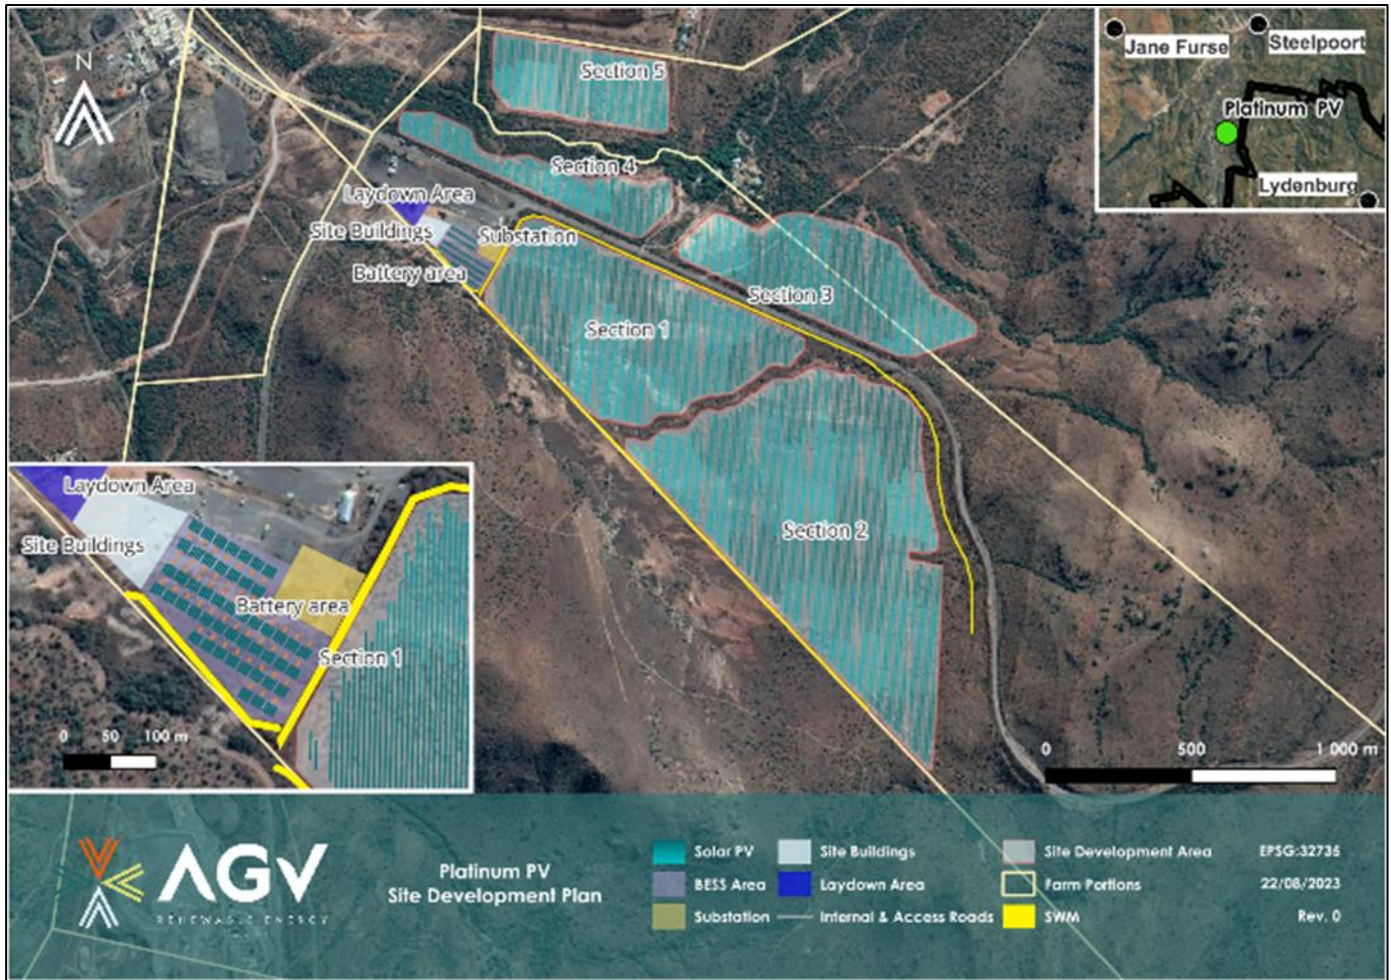 N
Section 5
Section 4
Laydown Area
Site Buildings
Substation
Battery area
Section 3
Section 1
Section 2
Jane Furse
Steelpoort
Platinum PV
Lydenburg
Laydown Area
Site Buildings
Battery area
Section 1
0 50 100 m
0 500 1 000 m
AGV
RENEWABLE ENERGY
Platinum PV
Site Development Plan
Solar PV
BESS Area
Substation
Site Buildings
Laydown Area
Internal & Access Roads
Site Development Area
Farm Portions
SWM
EPSG:32735
22/08/2023
Rev. 0